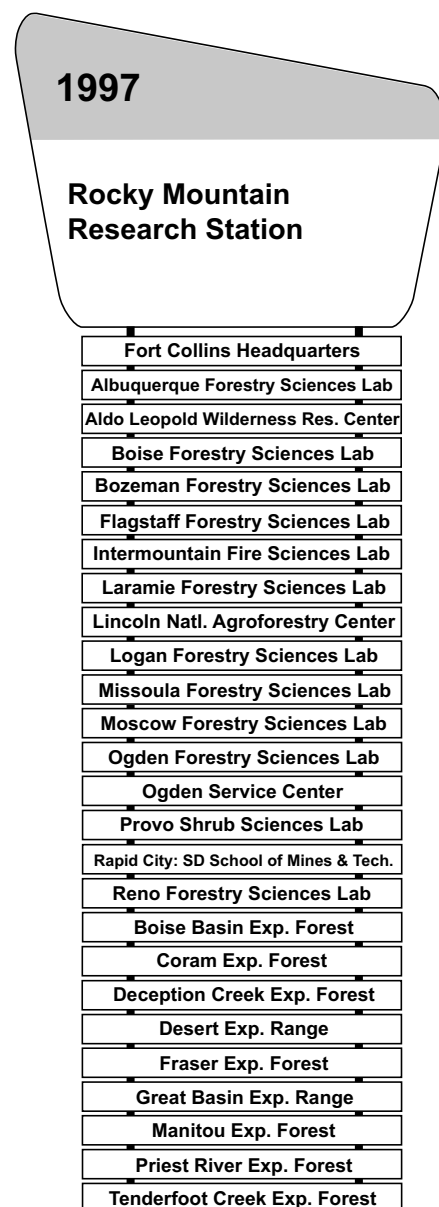 1997
Rocky Mountain
Research Station
Fort Collins Headquarters
Albuquerque Forestry Sciences Lab
Aldo Leopold Wilderness Res. Center
Boise Forestry Sciences Lab
Bozeman Forestry Sciences Lab
Flagstaff Forestry Sciences Lab
Intermountain Fire Sciences Lab
Laramie Forestry Sciences Lab
Lincoln Natl. Agroforestry Center
Logan Forestry Sciences Lab
Missoula Forestry Sciences Lab
Moscow Forestry Sciences Lab
Ogden Forestry Sciences Lab
Ogden Service Center
Provo Shrub Sciences Lab
Rapid City: SD School of Mines & Tech.
Reno Forestry Sciences Lab
Boise Basin Exp. Forest
Coram Exp. Forest
Deception Creek Exp. Forest
Desert Exp. Range
Fraser Exp. Forest
Great Basin Exp. Range
Manitou Exp. Forest
Priest River Exp. Forest
Tenderfoot Creek Exp. Forest